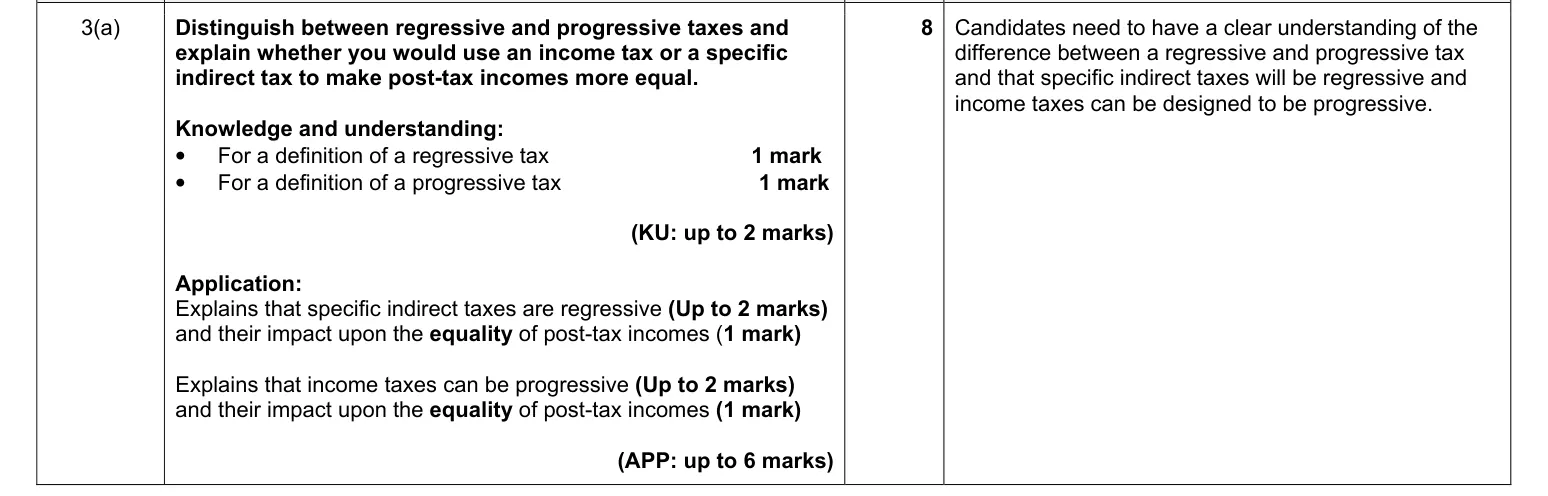 3(a)
Distinguish between regressive and progressive taxes and
explain whether you would use an income tax or a specific
indirect tax to make post-tax incomes more equal.
Knowledge and understanding:
• For a definition of a regressive tax 1 mark
• For a definition of a progressive tax 1 mark
(KU: up to 2 marks)
Application:
Explains that specific indirect taxes are regressive (Up to 2 marks)
and their impact upon the equality of post-tax incomes (1 mark)
Explains that income taxes can be progressive (Up to 2 marks)
and their impact upon the equality of post-tax incomes (1 mark)
(APP: up to 6 marks)
8
Candidates need to have a clear understanding of the
difference between a regressive and progressive tax
and that specific indirect taxes will be regressive and
income taxes can be designed to be progressive.